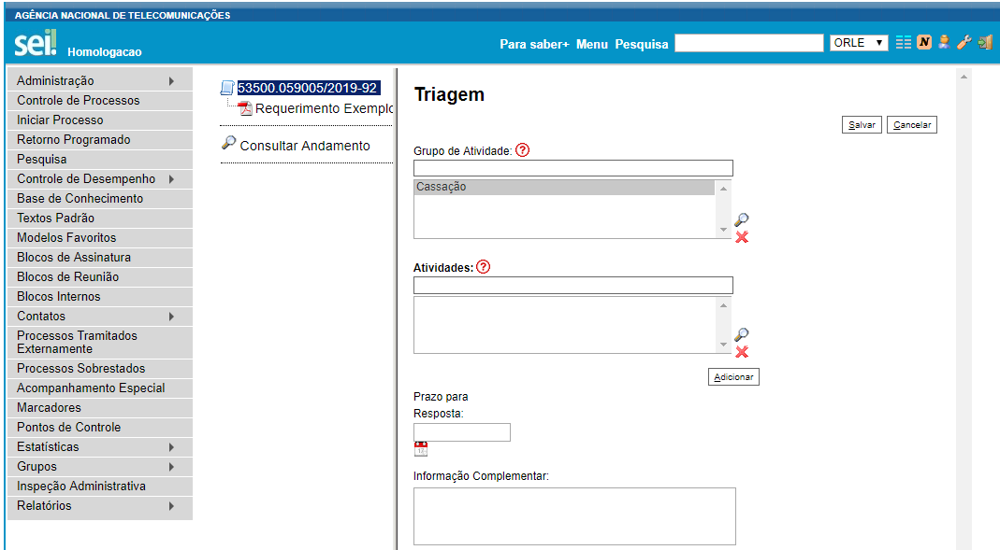 AGÊNCIA NACIONAL DE TELECOMUNICAÇÕES
sei! Homologacao
Para saber+ Menu Pesquisa ORLE
Administração
Controle de Processos
Iniciar Processo
Retorno Programado
Pesquisa
Controle de Desempenho
Base de Conhecimento
Textos Padrão
Modelos Favoritos
Blocos de Assinatura
Blocos de Reunião
Blocos Internos
Contatos
Processos Tramitados
Externamente
Processos Sobrestados
Acompanhamento Especial
Marcadores
Pontos de Controle
Estatísticas
Grupos
Inspeção Administrativa
Relatórios
53500.059005/2019-92
Requerimento Exemplo
Consultar Andamento
Triagem
Salvar Cancelar
Grupo de Atividade: ?
Cassação
Atividades: ?
Adicionar
Prazo para
Resposta:
Informação Complementar: